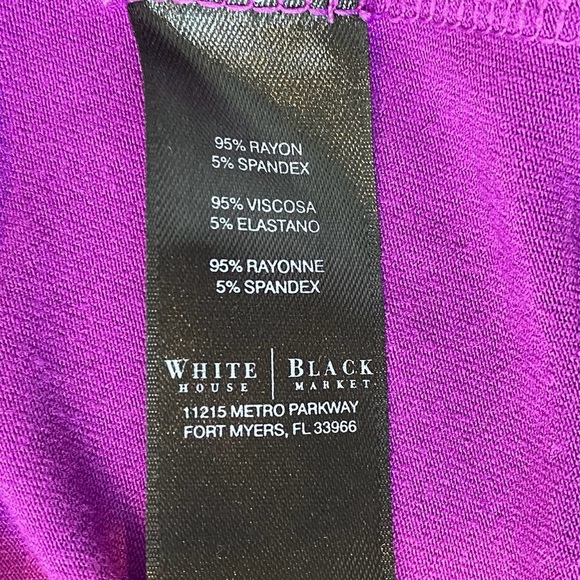 95% RAYON
5% SPANDEX
95% VISCOSA
5% ELASTANO
95% RAYONNE
5% SPANDEX
WHITE | BLACK
HOUSE MARKET
11215 METRO PARKWAY
FORT MYERS, FL 33966